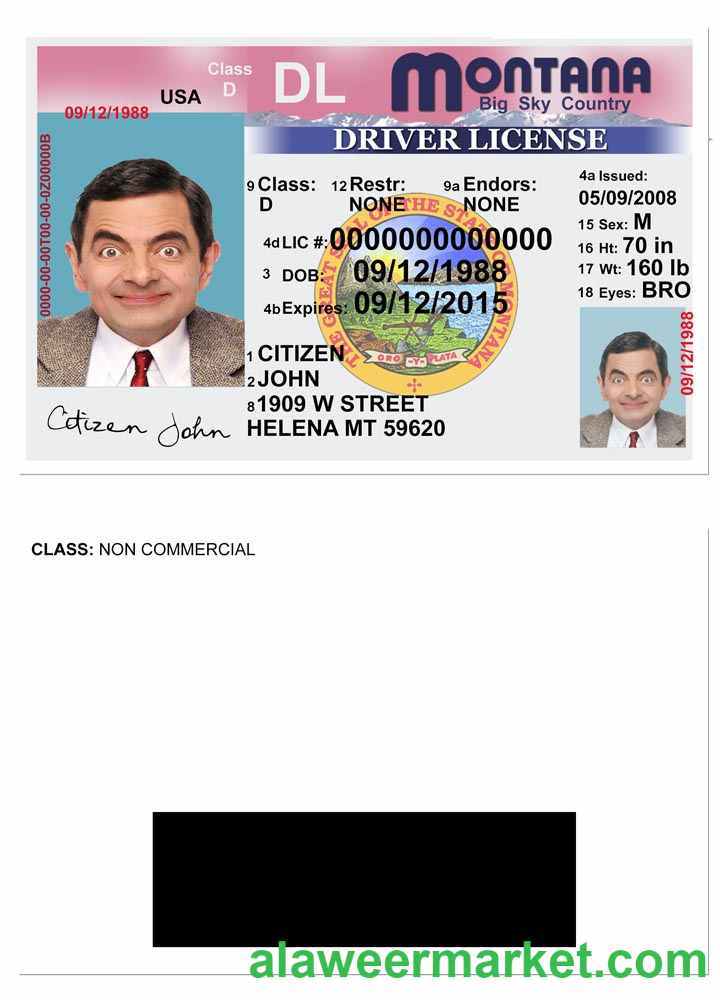 Class
D
DL
MONTANA
USA
Big Sky Country
09/12/1988
DRIVER LICENSE
0000-00-00T00-00-0Z00000B
9 Class: 12 Restr: 9a Endors:
D NONE NONE
4a Issued:
05/09/2008
4d LIC #: 0000000000000
15 Sex: M
16 Ht: 70 in
3 DOB: 09/12/1988
17 Wt: 160 lb
4b Expires: 09/12/2015
18 Eyes: BRO
THE GREAT SEAL OF THE STATE OF MONTANA
ORO -Y- PLATA
1 CITIZEN
2 JOHN
8 1909 W STREET
HELENA MT 59620
09/12/1988
Citizen John
CLASS: NON COMMERCIAL
alaweermarket.com